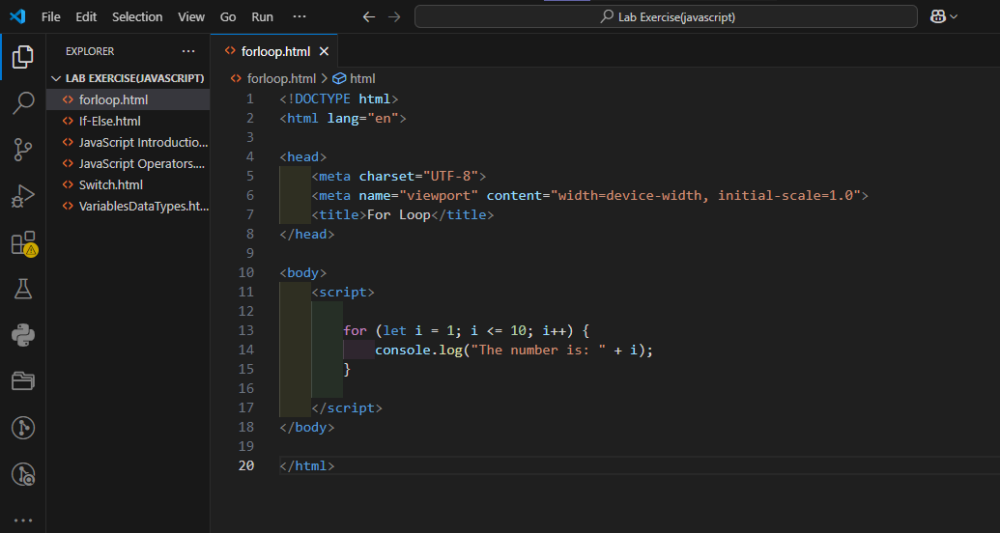 File Edit Selection View Go Run ··· Lab Exercise(javascript)
EXPLORER ···
LAB EXERCISE(JAVASCRIPT)
forloop.html
If-Else.html
JavaScript Introductio...
JavaScript Operators....
Switch.html
VariablesDataTypes.ht...
forloop.html
forloop.html > html
1 <!DOCTYPE html>
2 <html lang="en">
3
4 <head>
5     <meta charset="UTF-8">
6     <meta name="viewport" content="width=device-width, initial-scale=1.0">
7     <title>For Loop</title>
8 </head>
9
10 <body>
11     <script>
12
13         for (let i = 1; i <= 10; i++) {
14             console.log("The number is: " + i);
15         }
16
17     </script>
18 </body>
19
20 </html>